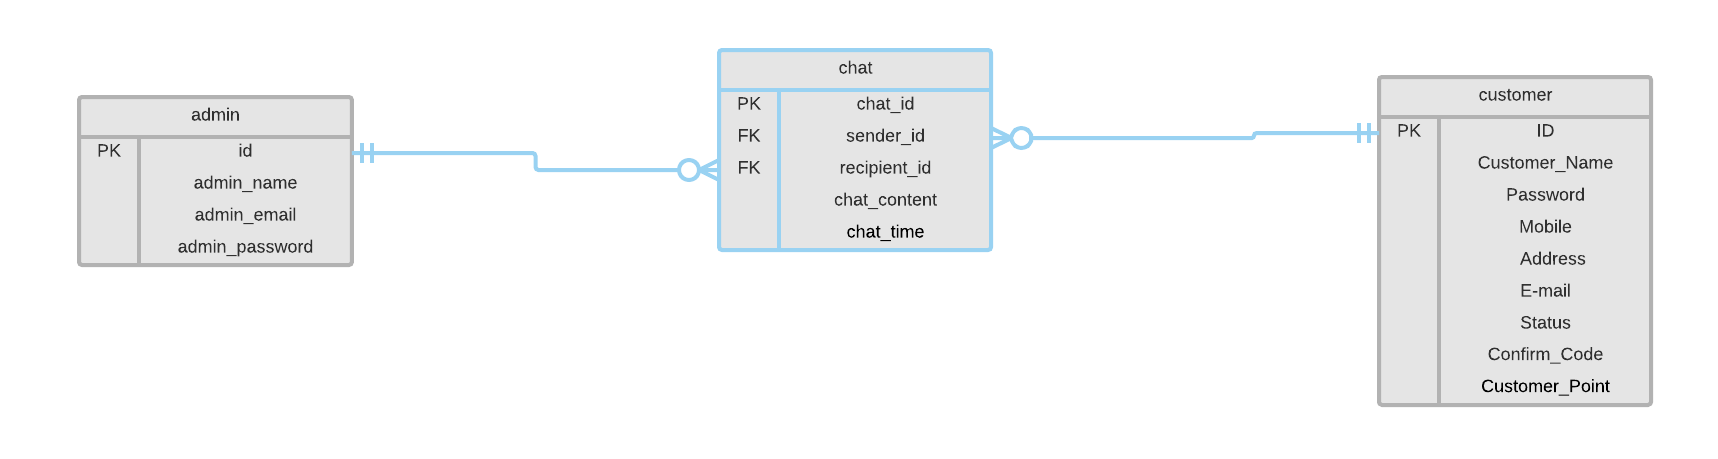 admin
PK id
admin_name
admin_email
admin_password
chat
PK chat_id
FK sender_id
FK recipient_id
chat_content
chat_time
customer
PK ID
Customer_Name
Password
Mobile
Address
E-mail
Status
Confirm_Code
Customer_Point